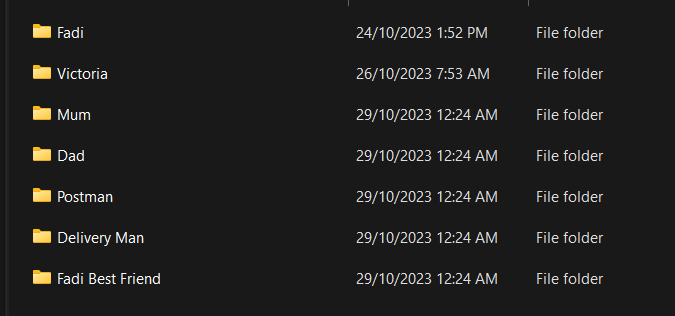 Fadi 24/10/2023 1:52 PM File folder
Victoria 26/10/2023 7:53 AM File folder
Mum 29/10/2023 12:24 AM File folder
Dad 29/10/2023 12:24 AM File folder
Postman 29/10/2023 12:24 AM File folder
Delivery Man 29/10/2023 12:24 AM File folder
Fadi Best Friend 29/10/2023 12:24 AM File folder